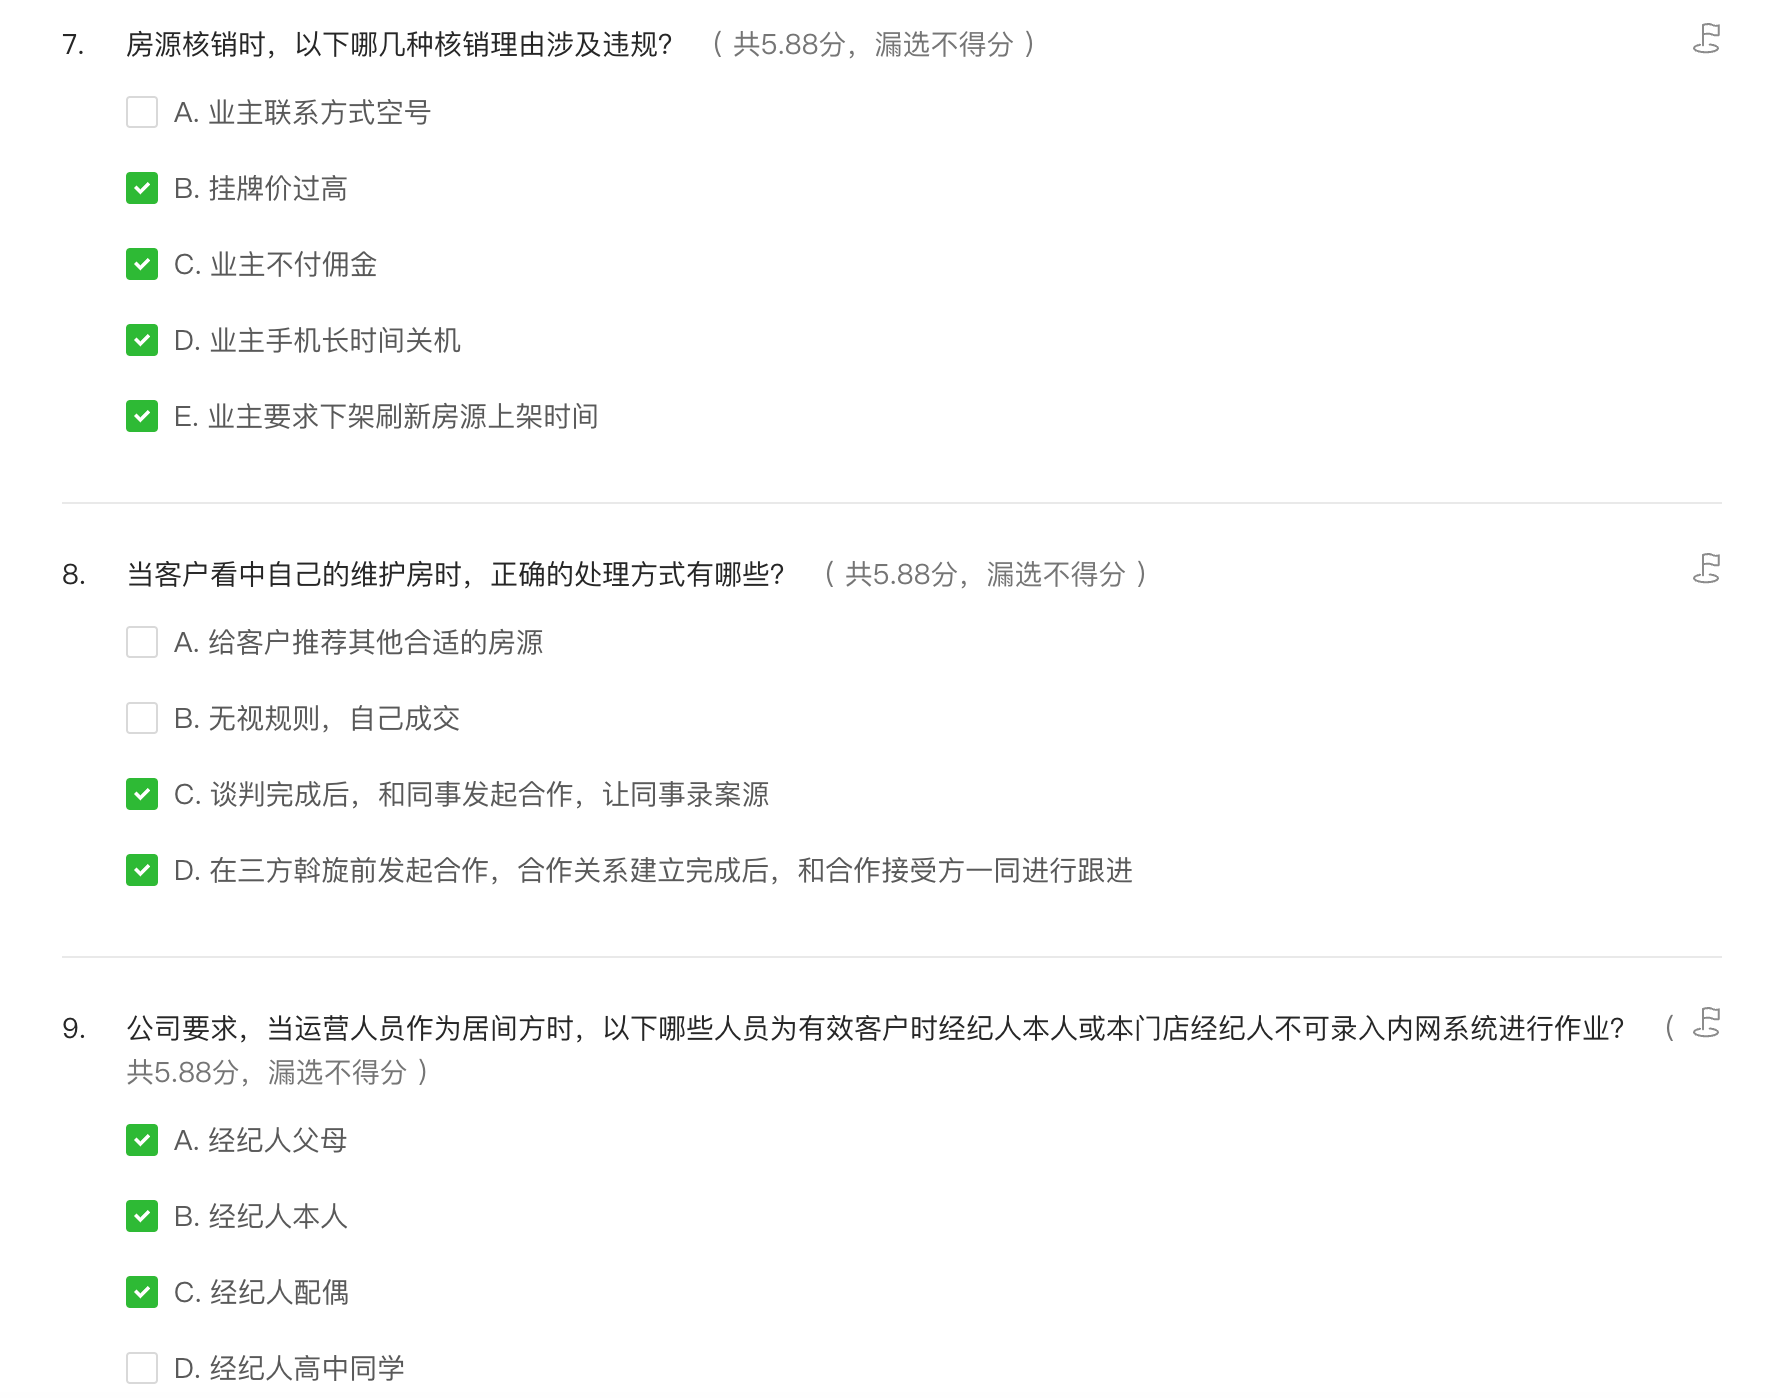 7. 房源核销时，以下哪几种核销理由涉及违规? （ 共5.88分，漏选不得分 ）
A. 业主联系方式空号
B. 挂牌价过高
C. 业主不付佣金
D. 业主手机长时间关机
E. 业主要求下架刷新房源上架时间
8. 当客户看中自己的维护房时，正确的处理方式有哪些? （ 共5.88分，漏选不得分 ）
A. 给客户推荐其他合适的房源
B. 无视规则，自己成交
C. 谈判完成后，和同事发起合作，让同事录案源
D. 在三方斡旋前发起合作，合作关系建立完成后，和合作接受方一同进行跟进
9. 公司要求，当运营人员作为居间方时，以下哪些人员为有效客户时经纪人本人或本门店经纪人不可录入内网系统进行作业? （
共5.88分，漏选不得分 ）
A. 经纪人父母
B. 经纪人本人
C. 经纪人配偶
D. 经纪人高中同学